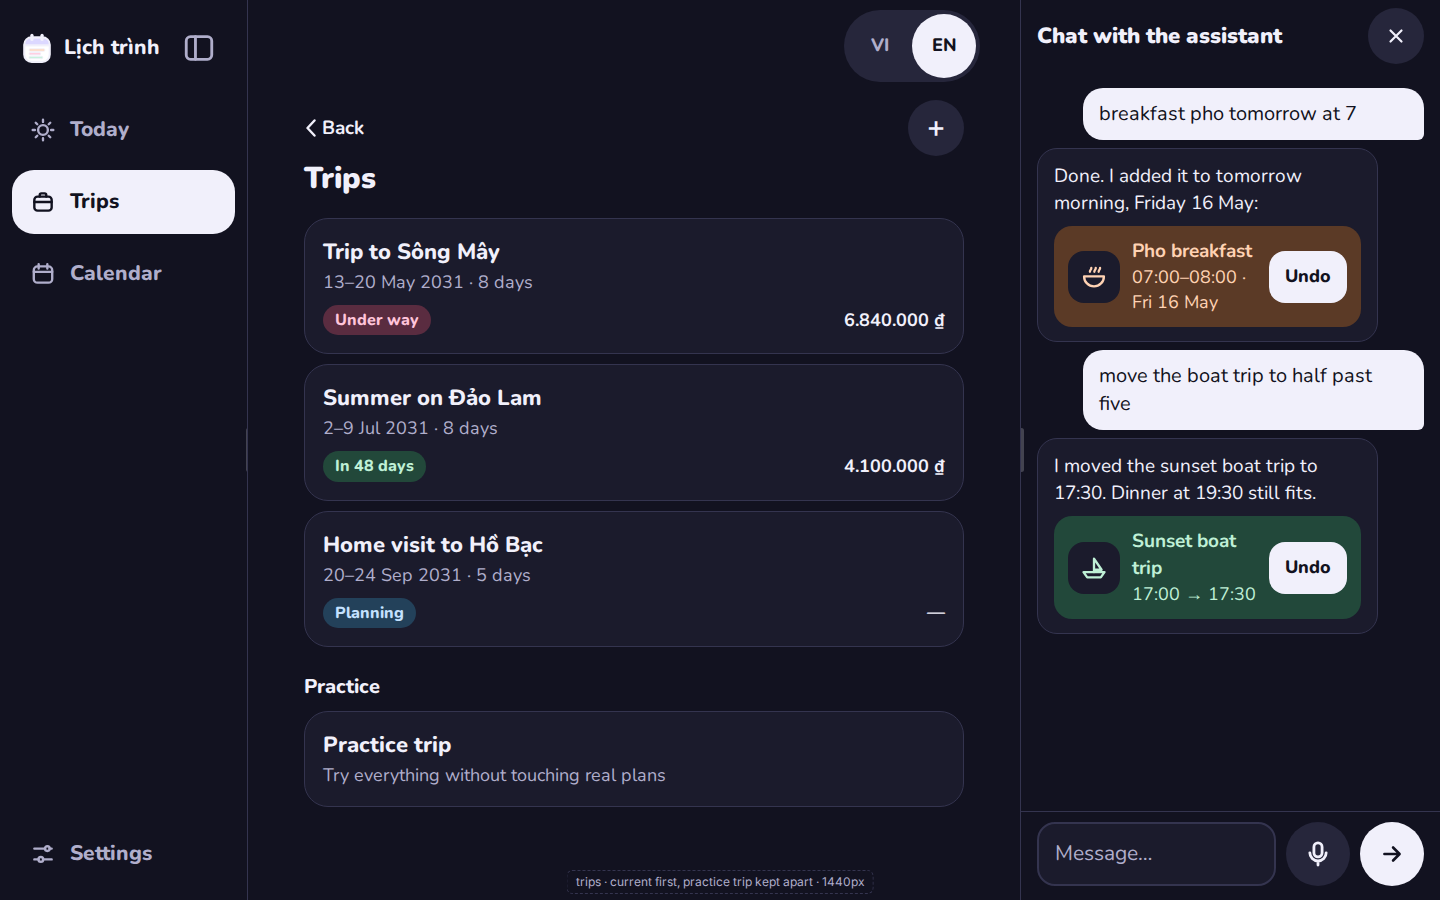 Lịch trình
Today
Trips
Calendar
Settings
VI
EN
Back
+
Trips
Trip to Sông Mây
13–20 May 2031 · 8 days
Under way
6.840.000 ₫
Summer on Đảo Lam
2–9 Jul 2031 · 8 days
In 48 days
4.100.000 ₫
Home visit to Hồ Bạc
20–24 Sep 2031 · 5 days
Planning
—
Practice
Practice trip
Try everything without touching real plans
trips · current first, practice trip kept apart · 1440px
Chat with the assistant
breakfast pho tomorrow at 7
Done. I added it to tomorrow
morning, Friday 16 May:
Pho breakfast
07:00–08:00 ·
Fri 16 May
Undo
move the boat trip to half past
five
I moved the sunset boat trip to
17:30. Dinner at 19:30 still fits.
Sunset boat
trip
17:00 → 17:30
Undo
Message...